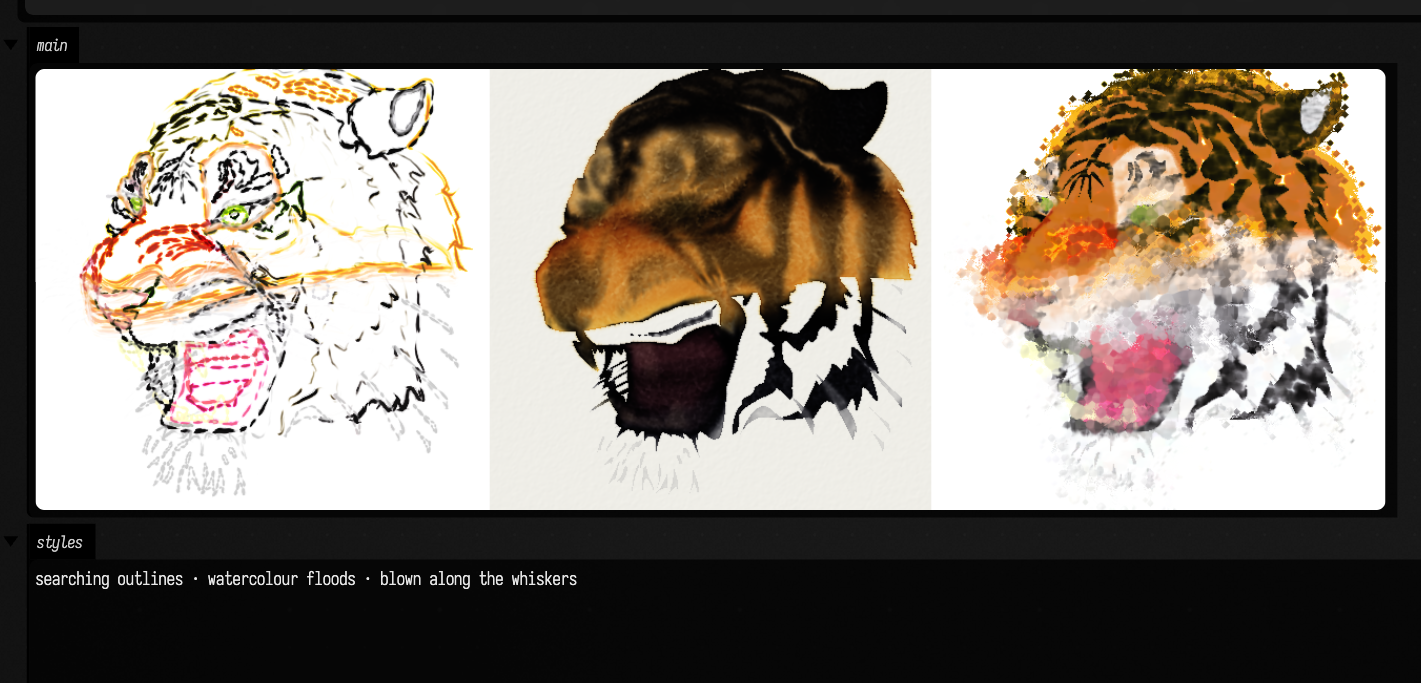 main
styles
searching outlines · watercolour floods · blown along the whiskers